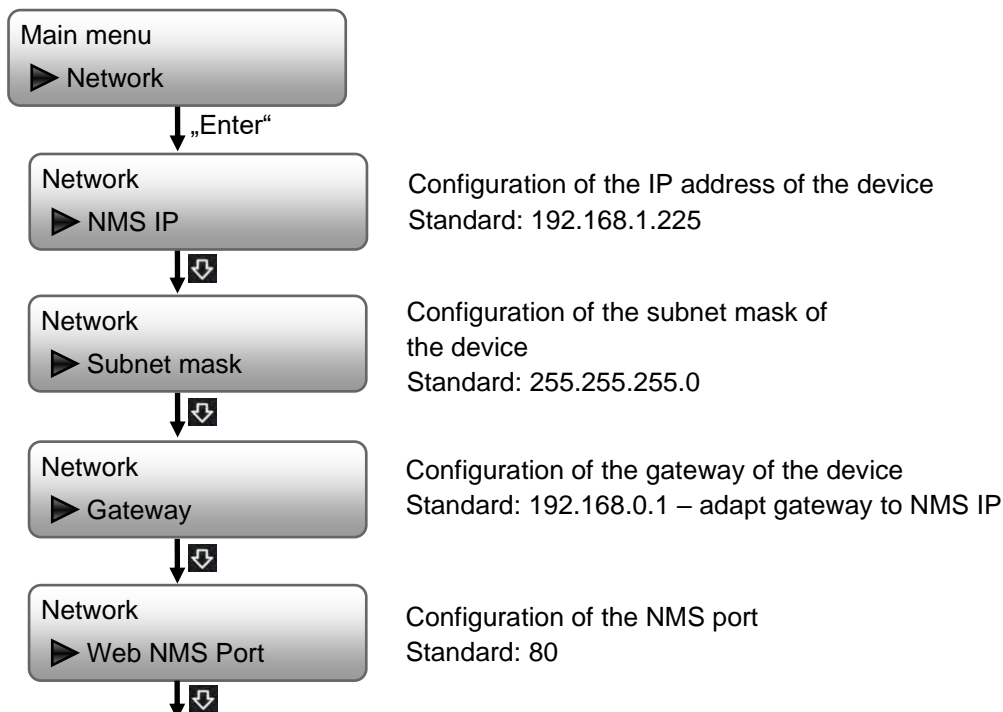 Main menu
Network
„Enter“
Network
NMS IP
Configuration of the IP address of the device
Standard: 192.168.1.225
Network
Subnet mask
Configuration of the subnet mask of
the device
Standard: 255.255.255.0
Network
Gateway
Configuration of the gateway of the device
Standard: 192.168.0.1 – adapt gateway to NMS IP
Network
Web NMS Port
Configuration of the NMS port
Standard: 80